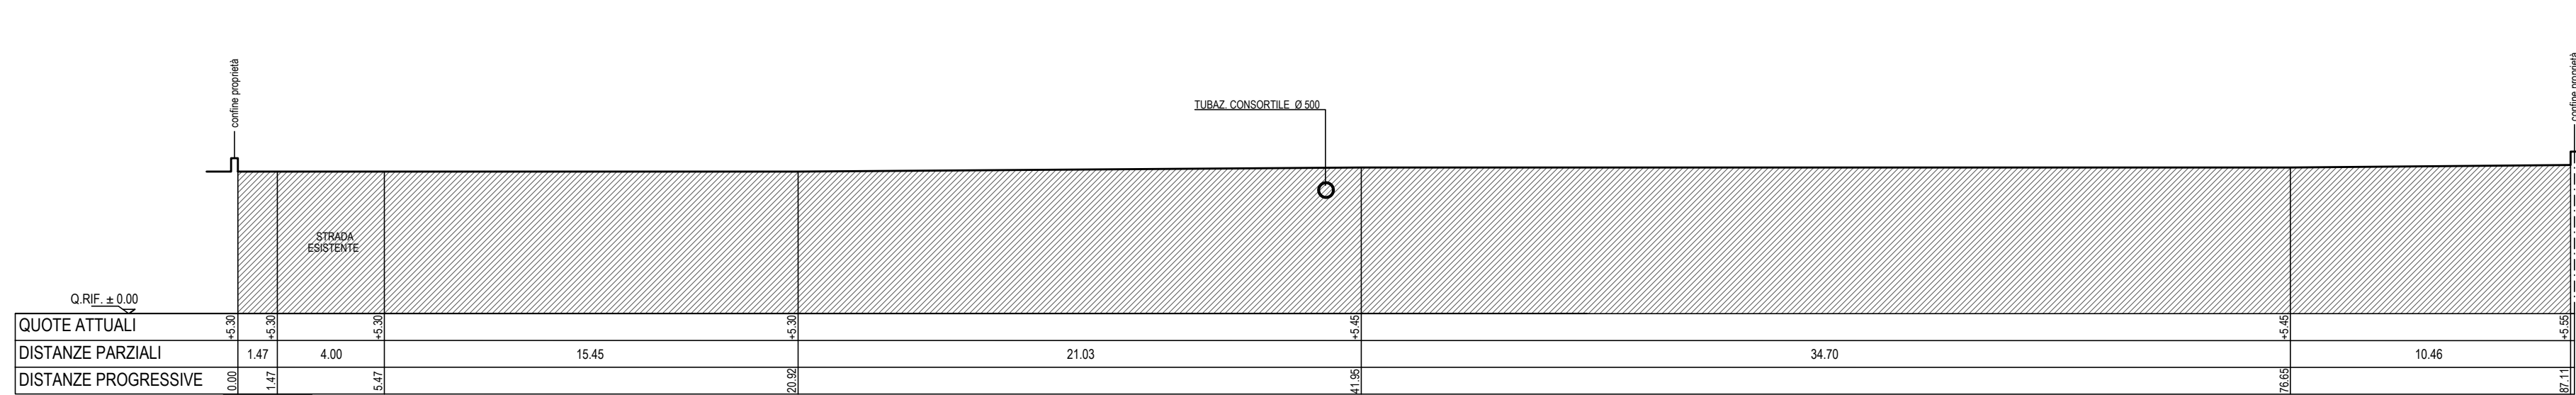 confine proprietà
confine proprietà
TUBAZ. CONSORTILE Ø 500
STRADA
ESISTENTE
Q.RIF. ± 0.00
QUOTE ATTUALI +5.30 +5.30 +5.30 +5.30 +5.45 +5.45 +5.55
DISTANZE PARZIALI 1.47 4.00 15.45 21.03 34.70 10.46
DISTANZE PROGRESSIVE 0.00 1.47 5.47 20.92 41.95 76.65 87.11